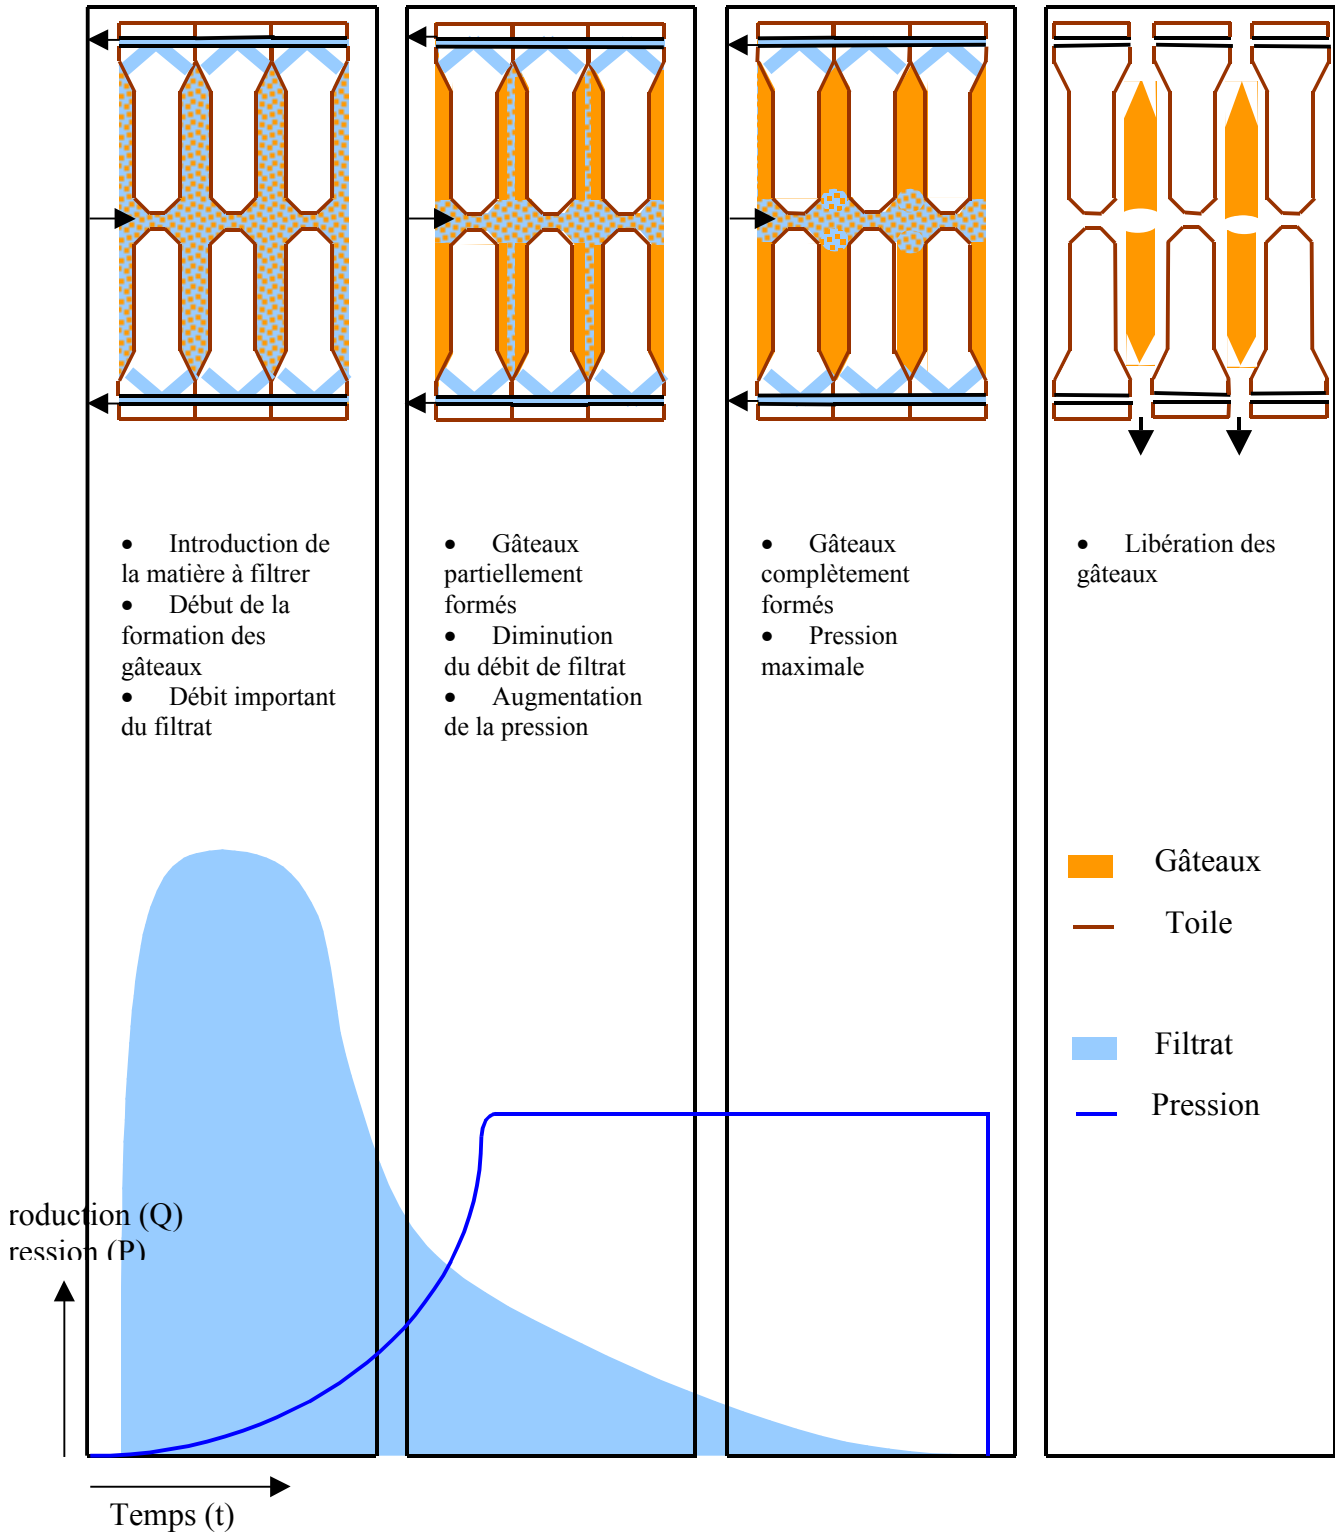 • Introduction de
la matière à filtrer
• Début de la
formation des
gâteaux
• Débit important
du filtrat
• Gâteaux
partiellement
formés
• Diminution
du débit de filtrat
• Augmentation
de la pression
• Gâteaux
complètement
formés
• Pression
maximale
• Libération des
gâteaux
Gâteaux
Toile
Filtrat
Pression
roduction (Q)
ression (P)
Temps (t)